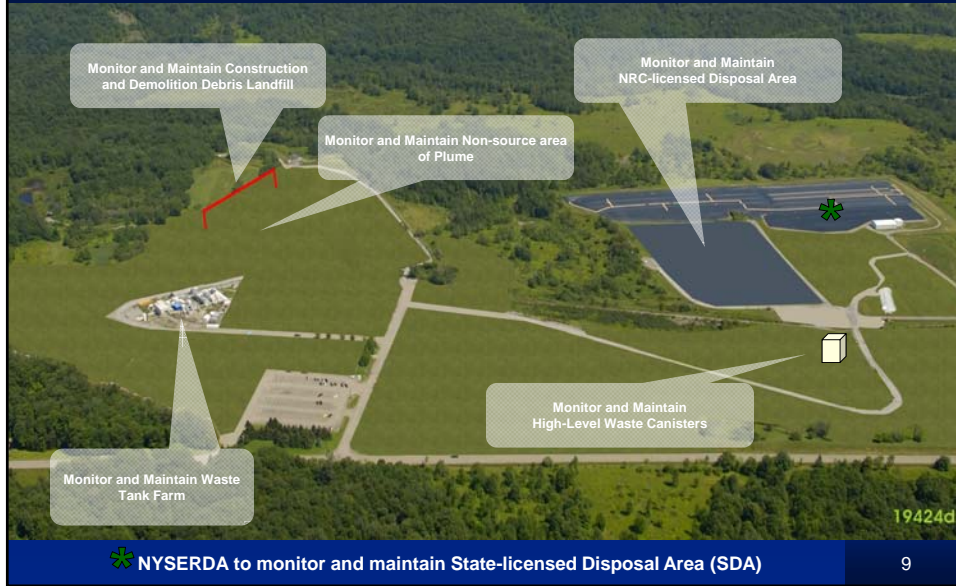 Monitor and Maintain Construction
and Demolition Debris Landfill
Monitor and Maintain
NRC-licensed Disposal Area
Monitor and Maintain Non-source area
of Plume
Monitor and Maintain
High-Level Waste Canisters
Monitor and Maintain Waste
Tank Farm
19424d
NYSERDA to monitor and maintain State-licensed Disposal Area (SDA)
9